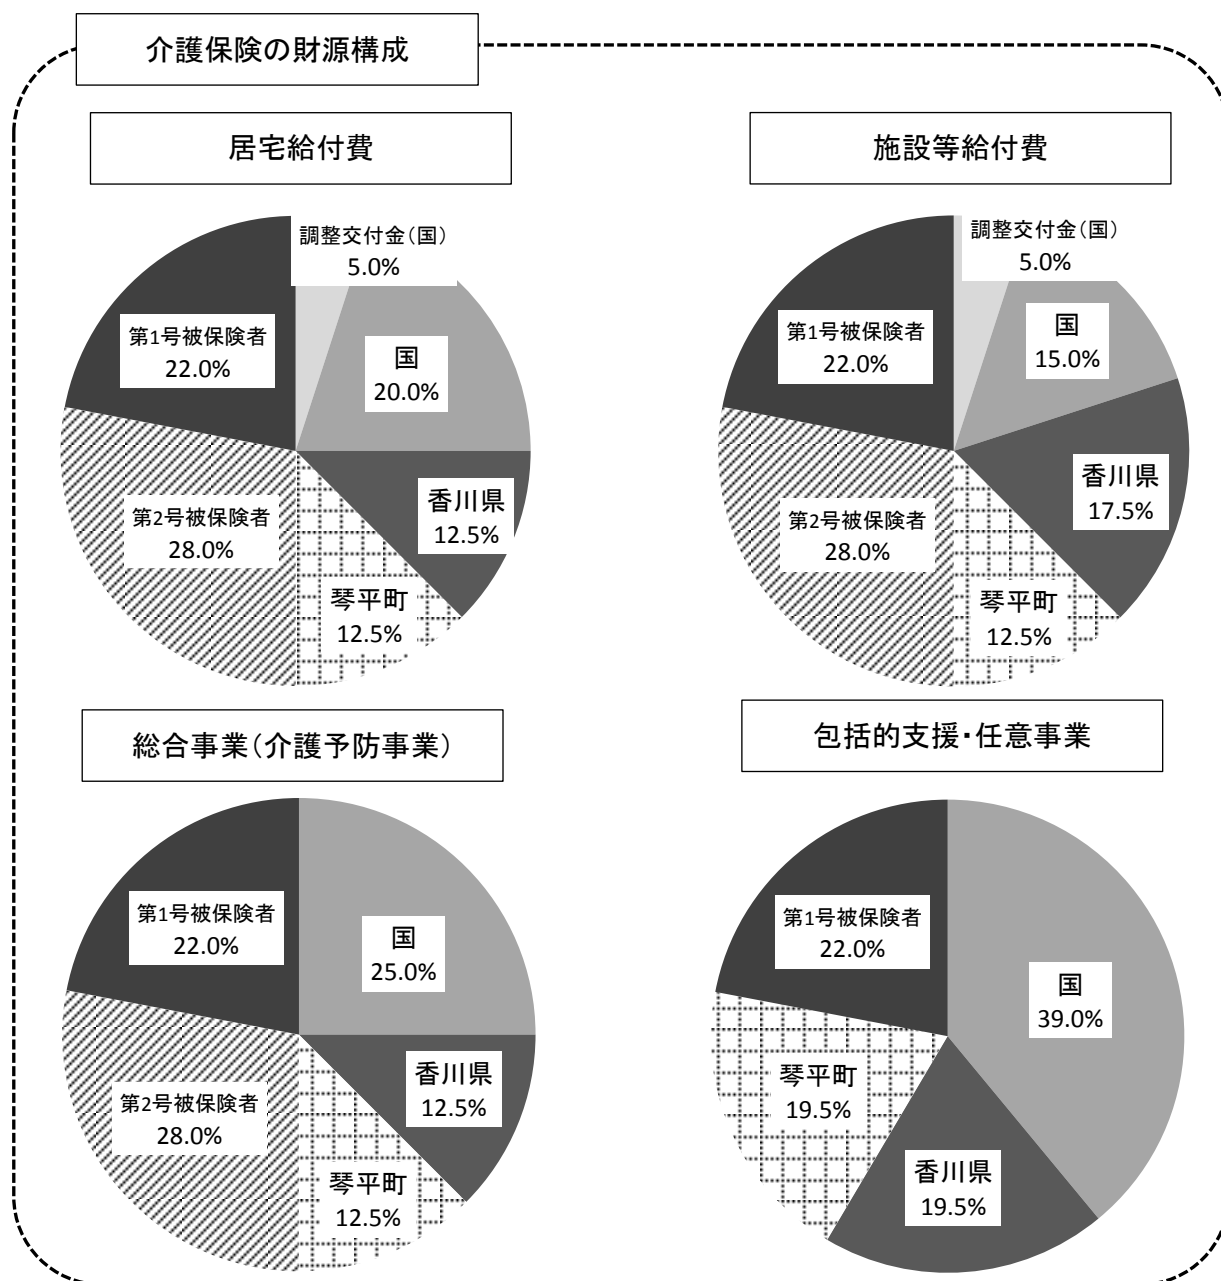 介護保険の財源構成
居宅給付費
調整交付金(国)
5.0%
国
20.0%
香川県
12.5%
琴平町
12.5%
第2号被保険者
28.0%
第1号被保険者
22.0%
施設等給付費
調整交付金(国)
5.0%
国
15.0%
香川県
17.5%
琴平町
12.5%
第2号被保険者
28.0%
第1号被保険者
22.0%
総合事業(介護予防事業)
国
25.0%
香川県
12.5%
琴平町
12.5%
第2号被保険者
28.0%
第1号被保険者
22.0%
包括的支援・任意事業
国
39.0%
香川県
19.5%
琴平町
19.5%
第1号被保険者
22.0%